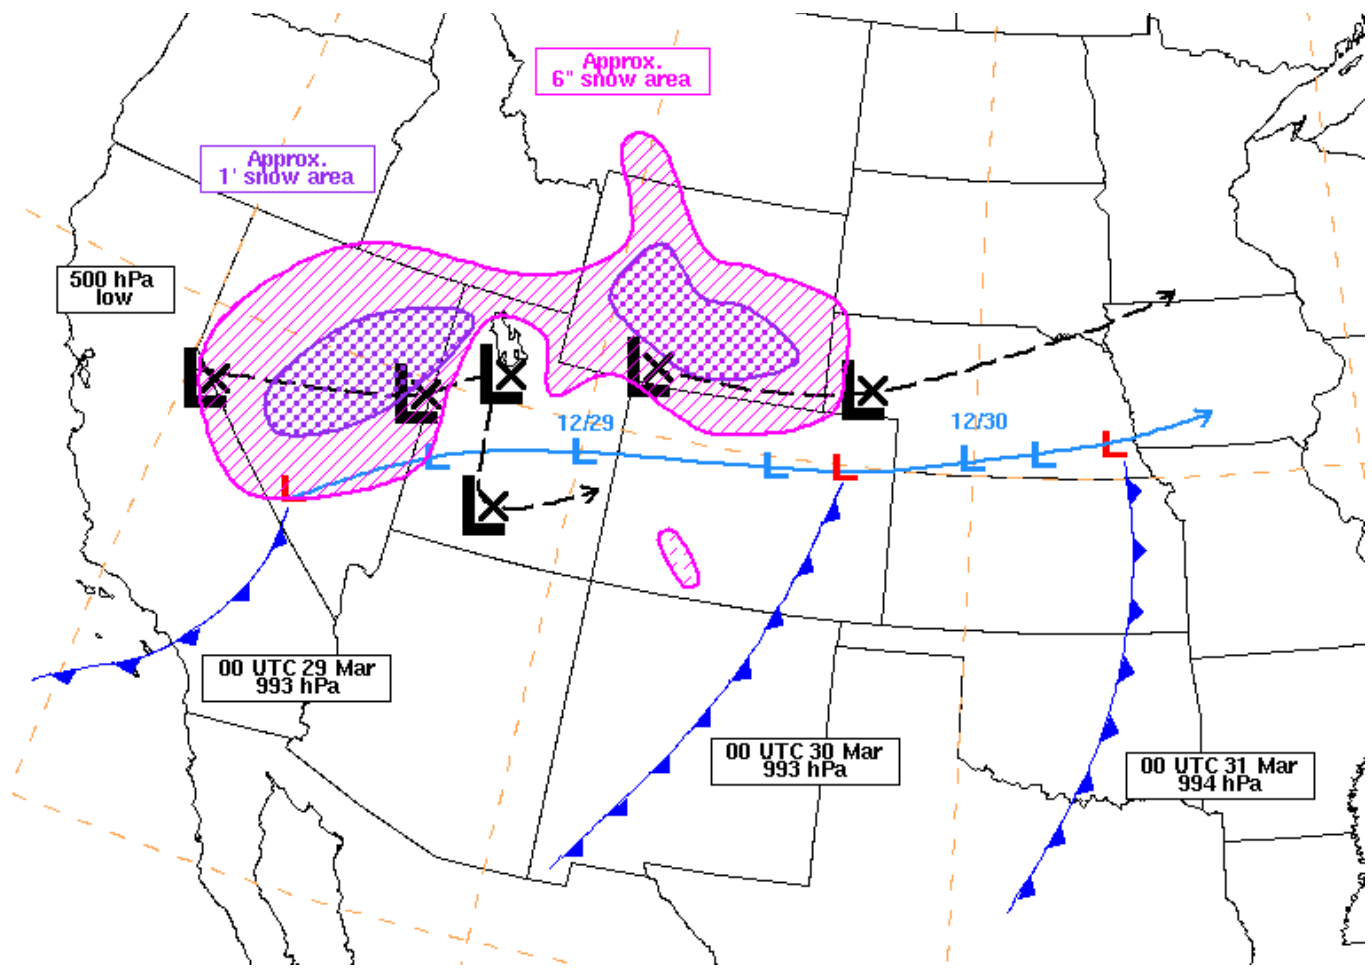 Approx.
6" snow area
Approx.
1' snow area
500 hPa
low
L
L
L
L
L
12/29
12/30
L
L
L
L
L
L
L
L
L
00 UTC 29 Mar
993 hPa
00 UTC 30 Mar
993 hPa
00 UTC 31 Mar
994 hPa